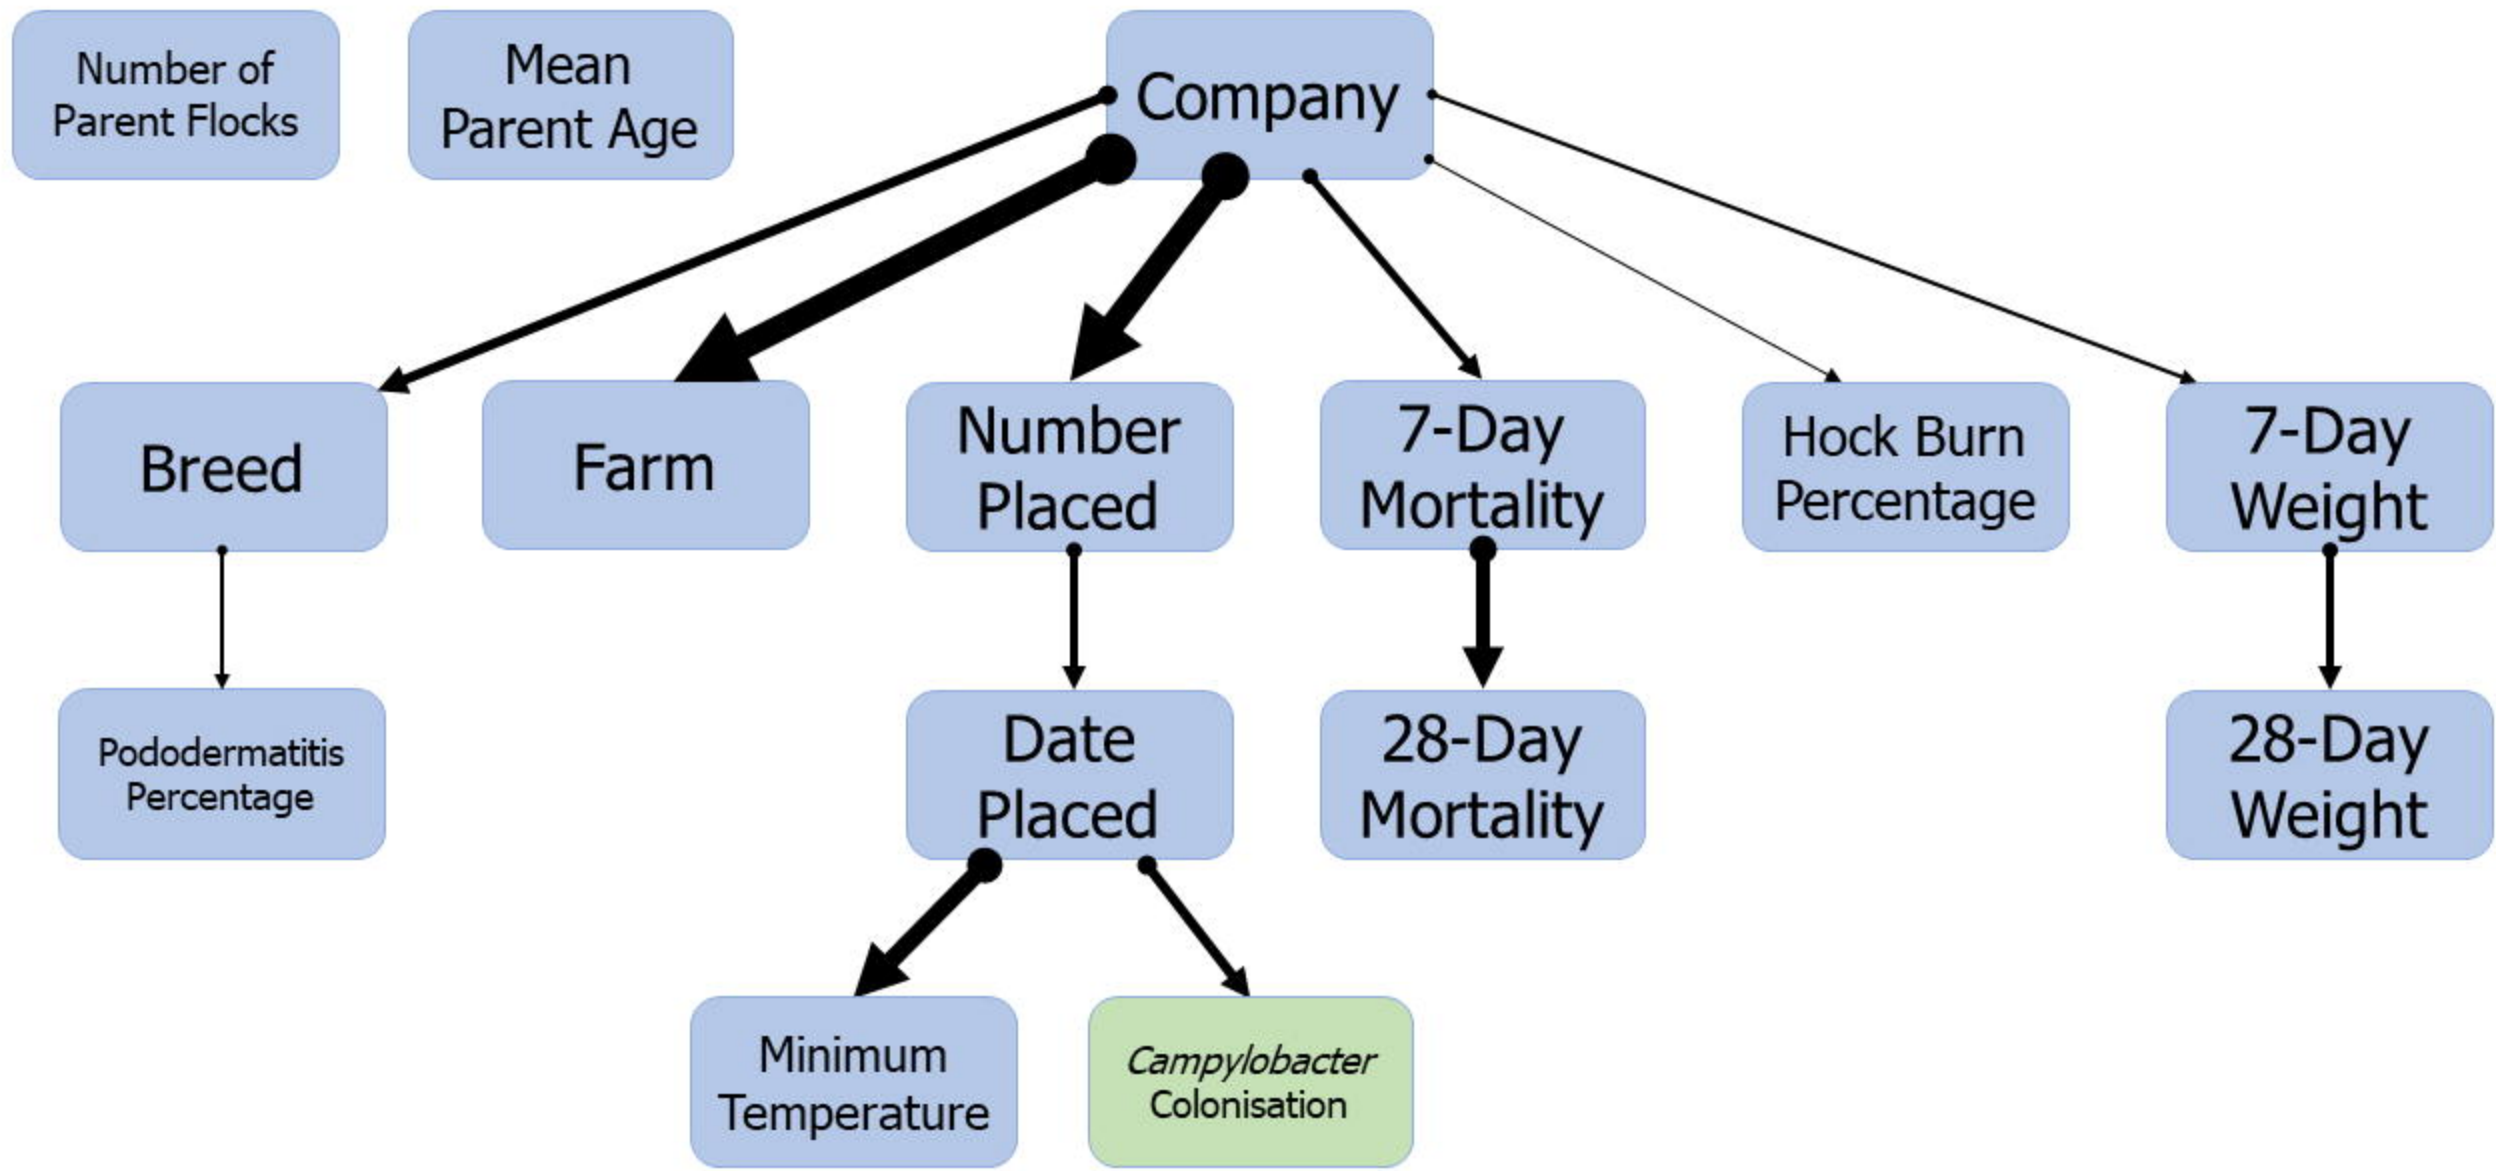 Number of
Parent Flocks
Mean
Parent Age
Company
Breed
Farm
Number
Placed
7-Day
Mortality
Hock Burn
Percentage
7-Day
Weight
Pododermatitis
Percentage
Date
Placed
28-Day
Mortality
28-Day
Weight
Minimum
Temperature
Campylobacter
Colonisation